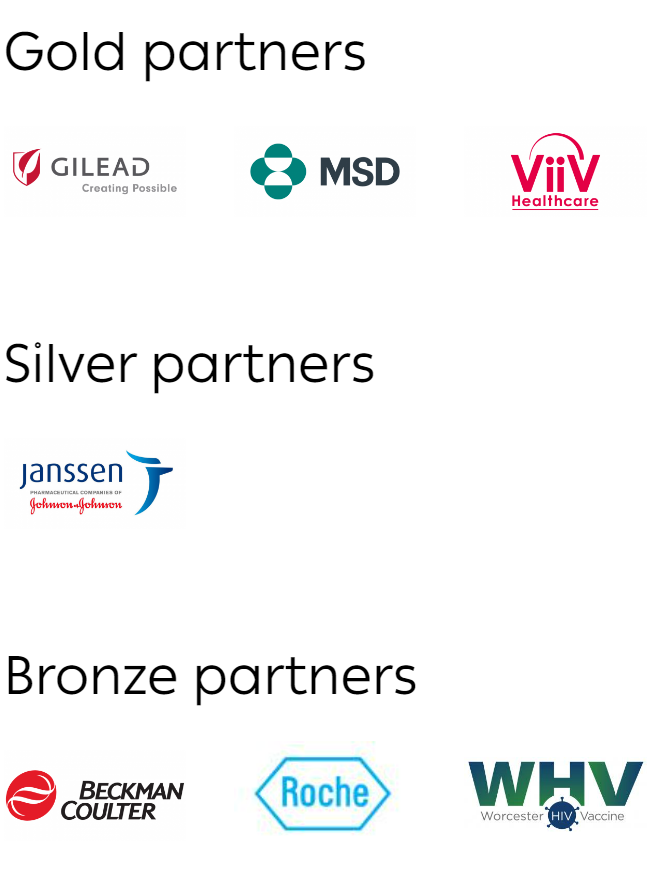 Gold partners
GILEAD
Creating Possible
MSD
ViiV
Healthcare
Silver partners
janssen
PHARMACEUTICAL COMPANIES OF
Johnson & Johnson
Bronze partners
BECKMAN
COULTER
Roche
WHV
Worcester HIV Vaccine